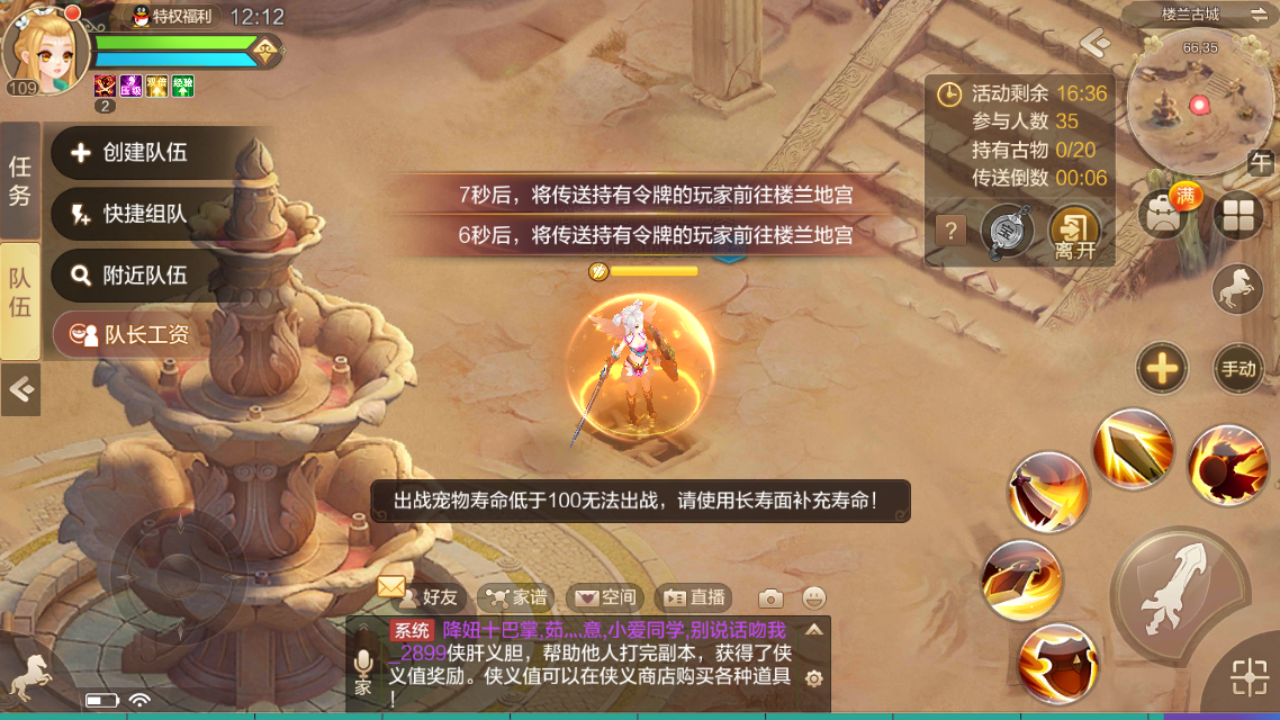 特权福利 12:12
109
压级
双倍
经验
2
任务
创建队伍
快捷组队
附近队伍
队伍
队长工资
楼兰古城
66,35
午
活动剩余 16:36
参与人数 35
持有古物 0/20
传送倒数 00:06
?
宝
离开
满
手动
7秒后，将传送持有令牌的玩家前往楼兰地宫
6秒后，将传送持有令牌的玩家前往楼兰地宫
出战宠物寿命低于100无法出战，请使用长寿面补充寿命！
好友
家谱
空间
直播
家
系统 降妞十巴掌,茹....意,小爱同学,别说话吻我
_2899侠肝义胆，帮助他人打完副本，获得了侠
义值奖励。侠义值可以在侠义商店购买各种道具
！